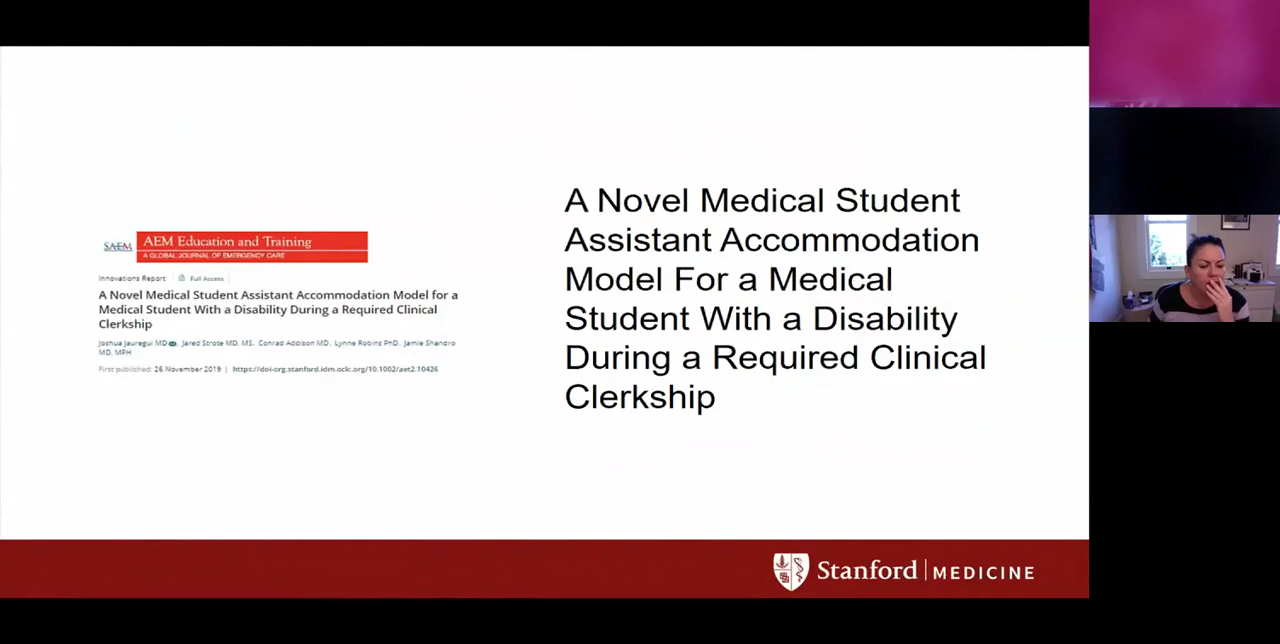 SAEM
AEM Education and Training
A GLOBAL JOURNAL OF EMERGENCY CARE
Innovations Report | Full Access |
A Novel Medical Student Assistant Accommodation Model for a
Medical Student With a Disability During a Required Clinical
Clerkship
Joshua Jauregui MD, Jared Strote MD, MS, Conrad Addison MD, Lynne Robins PhD, Jamie Shandro
MD, MPH
First published: 26 November 2019 | https://doi-org.stanford.idm.oclc.org/10.1002/aet2.10426
A Novel Medical Student
Assistant Accommodation
Model For a Medical
Student With a Disability
During a Required Clinical
Clerkship
Stanford | MEDICINE